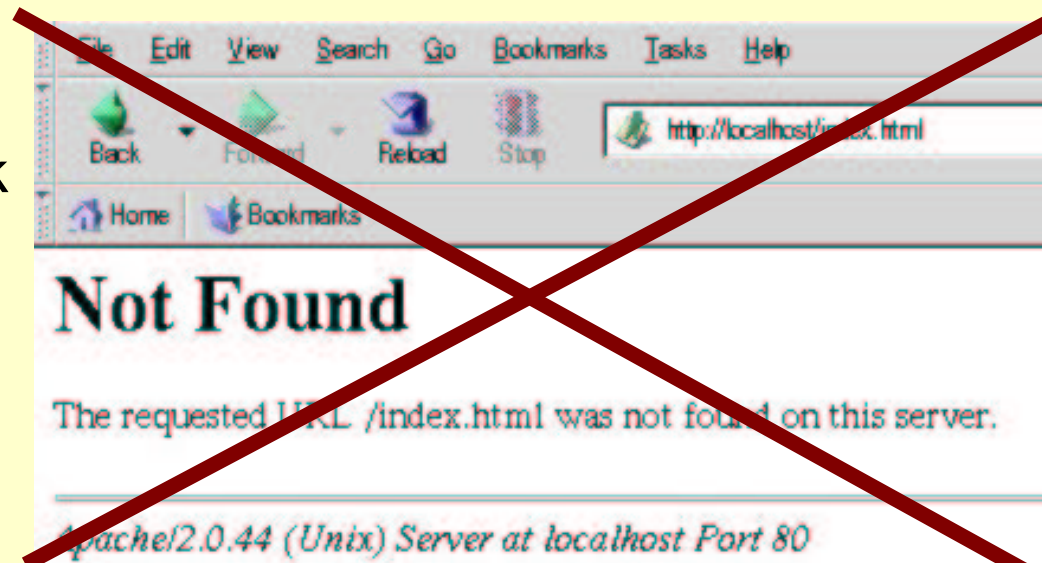 File Edit View Search Go Bookmarks Tasks Help
Back Forward Reload Stop http://localhost/index.html
k
Home Bookmarks
Not Found
The requested URL /index.html was not found on this server.
Apache/2.0.44 (Unix) Server at localhost Port 80